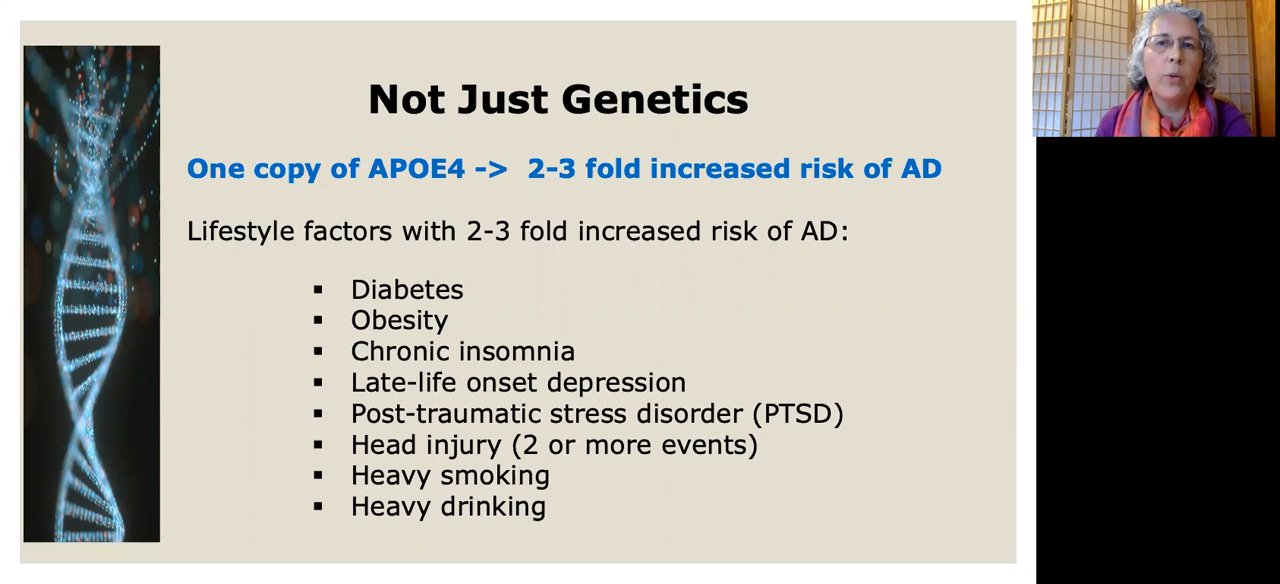 Not Just Genetics
One copy of APOE4 -> 2-3 fold increased risk of AD
Lifestyle factors with 2-3 fold increased risk of AD:
▪ Diabetes
▪ Obesity
▪ Chronic insomnia
▪ Late-life onset depression
▪ Post-traumatic stress disorder (PTSD)
▪ Head injury (2 or more events)
▪ Heavy smoking
▪ Heavy drinking